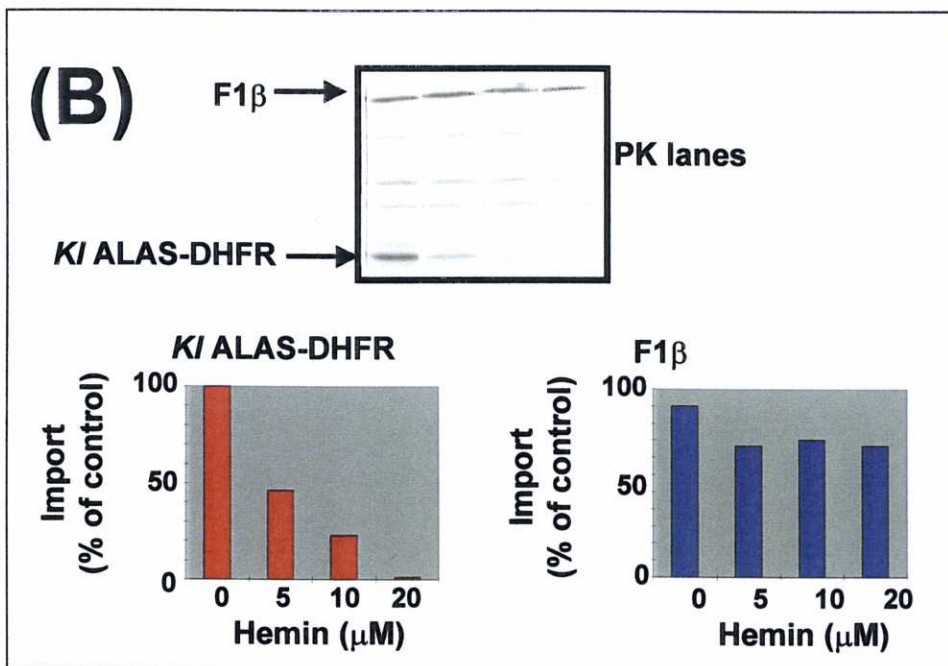 (B)
F1β
PK lanes
Kl ALAS-DHFR
Kl ALAS-DHFR
Import
(% of control)
100
50
0
0 5 10 20
Hemin (μM)
F1β
Import
(% of control)
100
50
0
0 5 10 20
Hemin (μM)